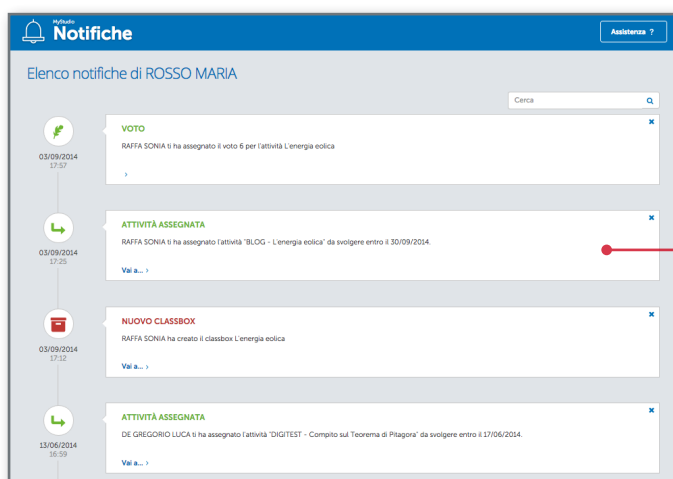 MyStudio
Notifiche
Assistenza ?
Elenco notifiche di ROSSO MARIA
Cerca
VOTO
RAFFA SONIA ti ha assegnato il voto 6 per l'attività L'energia eolica
03/09/2014
17:57
ATTIVITÀ ASSEGNATA
RAFFA SONIA ti ha assegnato l'attività "BLOG - L'energia eolica" da svolgere entro il 30/09/2014.
03/09/2014
17:25
Vai a... >
NUOVO CLASSBOX
RAFFA SONIA ha creato il classbox L'energia eolica
03/09/2014
17:12
Vai a... >
ATTIVITÀ ASSEGNATA
DE GREGORIO LUCA ti ha assegnato l'attività "DIGITEST - Compito sul Teorema di Pitagora" da svolgere entro il 17/06/2014.
13/06/2014
16:59
Vai a... >